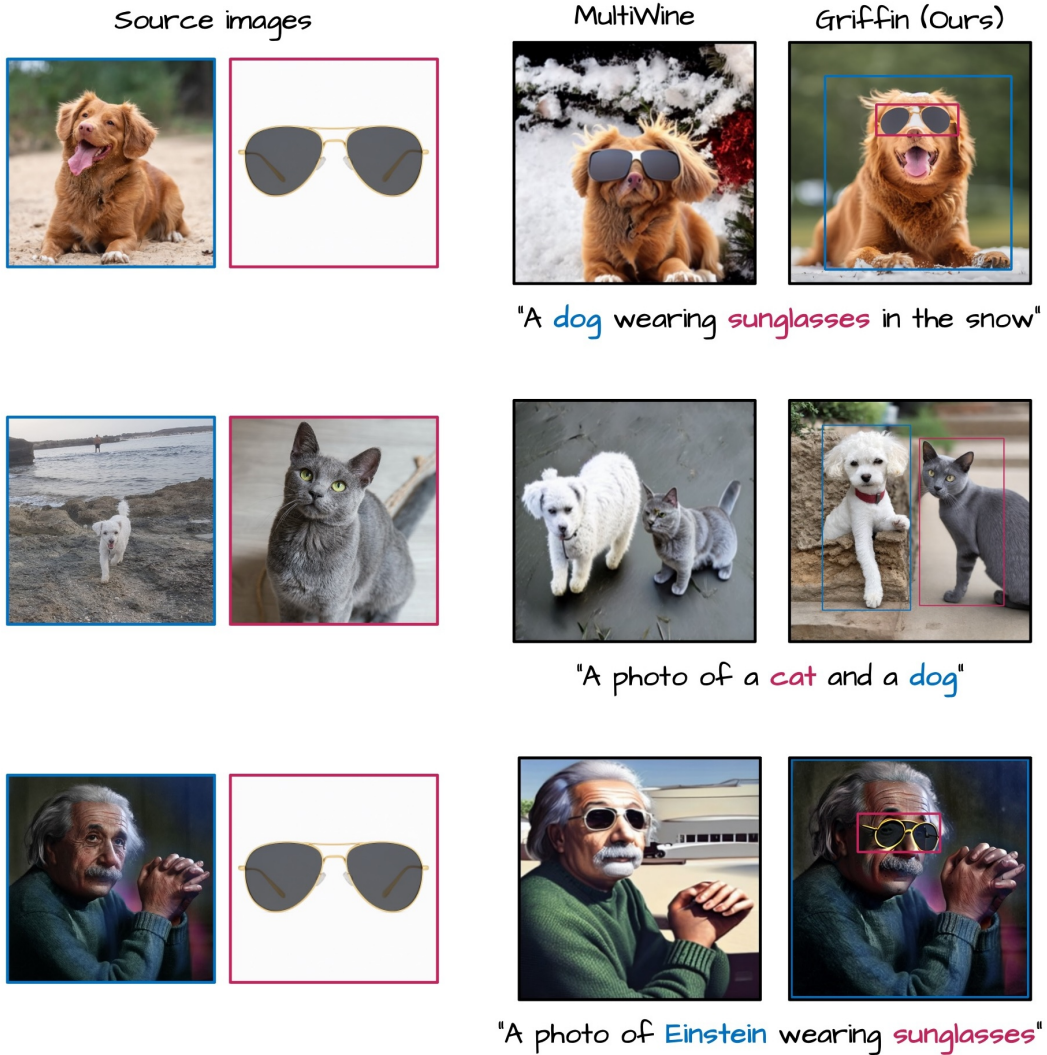 Source images
MultiWine
Griffin (Ours)
"A dog wearing sunglasses in the snow"
"A photo of a cat and a dog"
"A photo of Einstein wearing sunglasses"